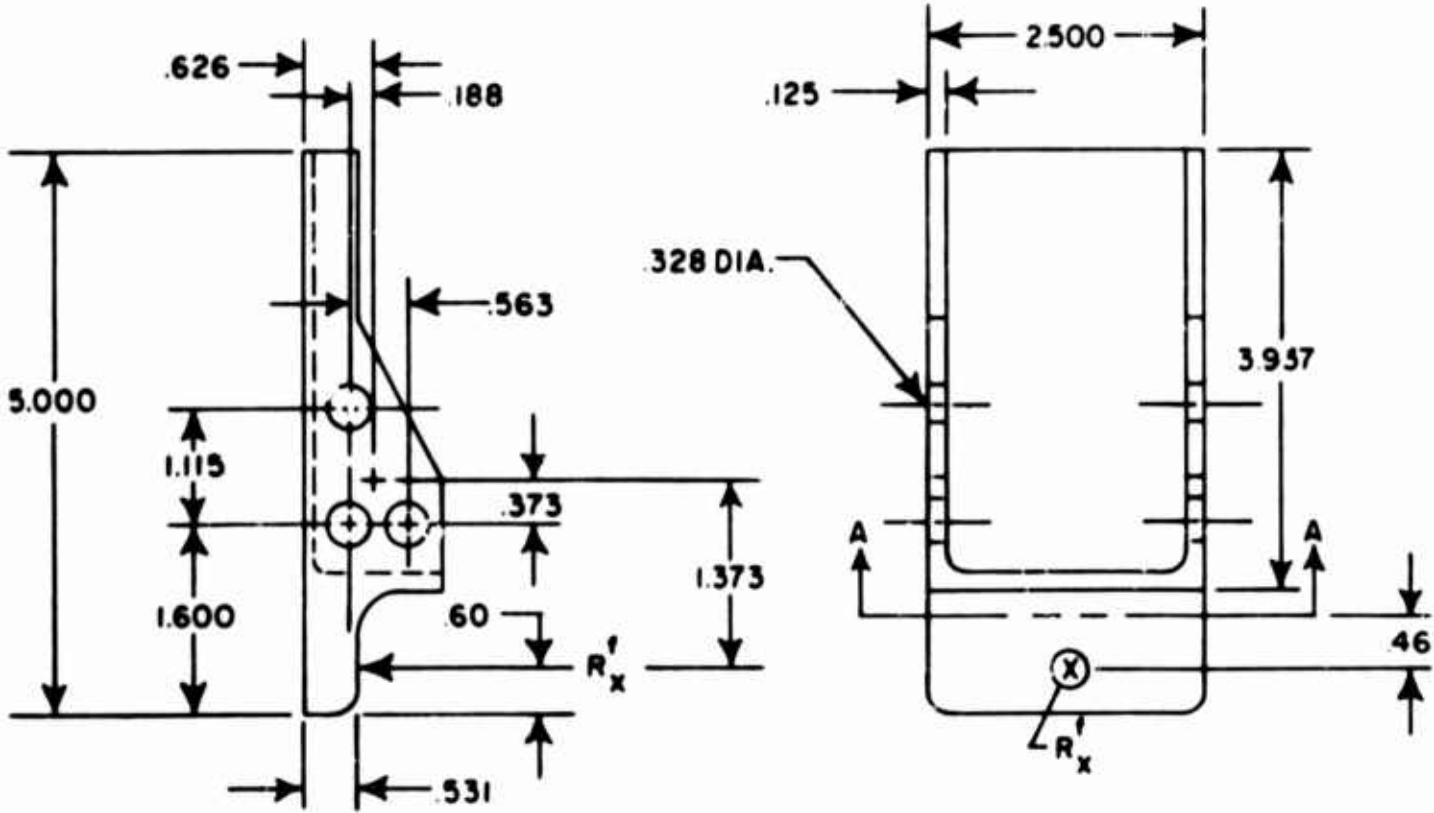 .626
.188
2.500
.125
.328 DIA.
.563
5.000
3.937
1.115
.373
A
A
1.373
1.600
.60
.46
R'x
R'x
.531
X